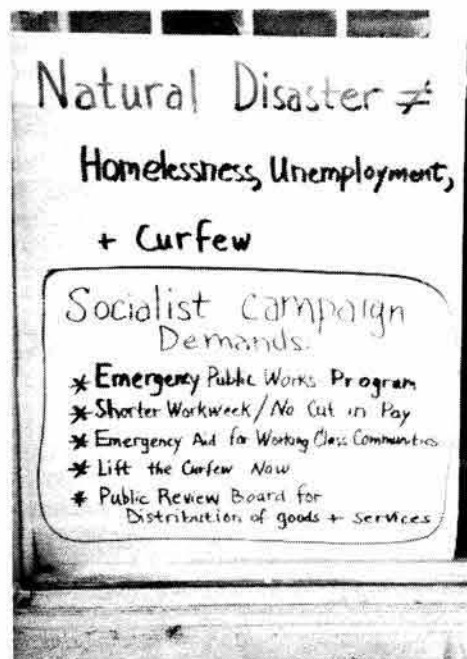 Natural Disaster ≠
Homelessness, Unemployment,
+ Curfew
Socialist Campaign
Demands
* Emergency Public Works Program
* Shorter Workweek/No Cut in Pay
* Emergency Aid for Working Class Communities
* Lift the Curfew Now
* Public Review Board for
Distribution of goods + services